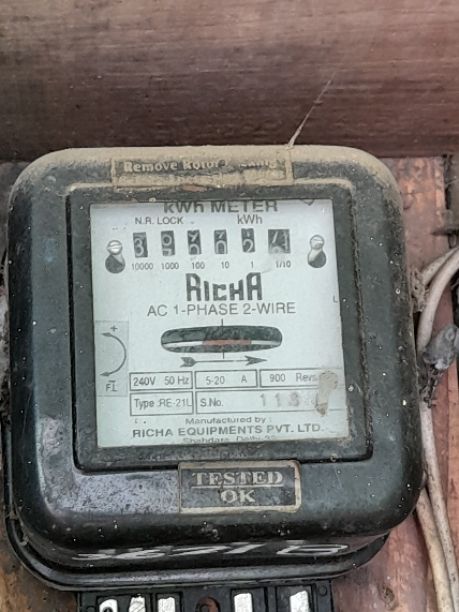 Remove Rotor
kWh METER
N.R. LOCK kWh
10000 1000 100 10 1 1/10
RICHA
AC 1-PHASE 2-WIRE
240V 50 Hz 5-20 A 900 Revs
Type :RE-21L S.No.
Manufactured by :
RICHA EQUIPMENTS PVT. LTD.
Shahdara, Delhi
TESTED
OK